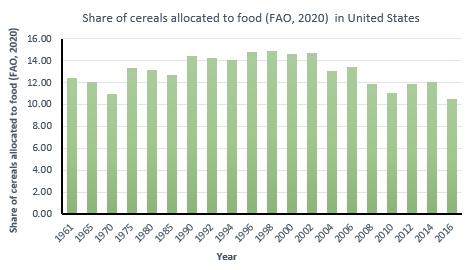 Share of cereals allocated to food (FAO, 2020)  in United States
Share of cereals allocated to food (FAO, 2020)
16.00
14.00
12.00
10.00
8.00
6.00
4.00
2.00
0.00
1961 1965 1970 1975 1980 1985 1990 1992 1994 1996 1998 2000 2002 2004 2006 2008 2010 2012 2014 2016
Year